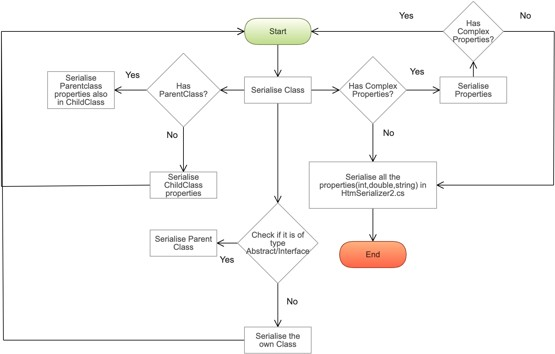 Yes
Has
Complex
Properties?
No
Start
Serialise Parentclass
properties also
in ChildClass
Yes
Has
ParentClass?
Serialise Class
Has Complex
Properties?
Yes
Serialise
Properties
No
No
Serialise
ChildClass
properties
Serialise all the
properties(int,double,string) in
HtmSerializer2.cs
Serialise Parent
Class
Yes
Check if it is of
type
Abstract/Interface
End
No
Serialise the
own Class